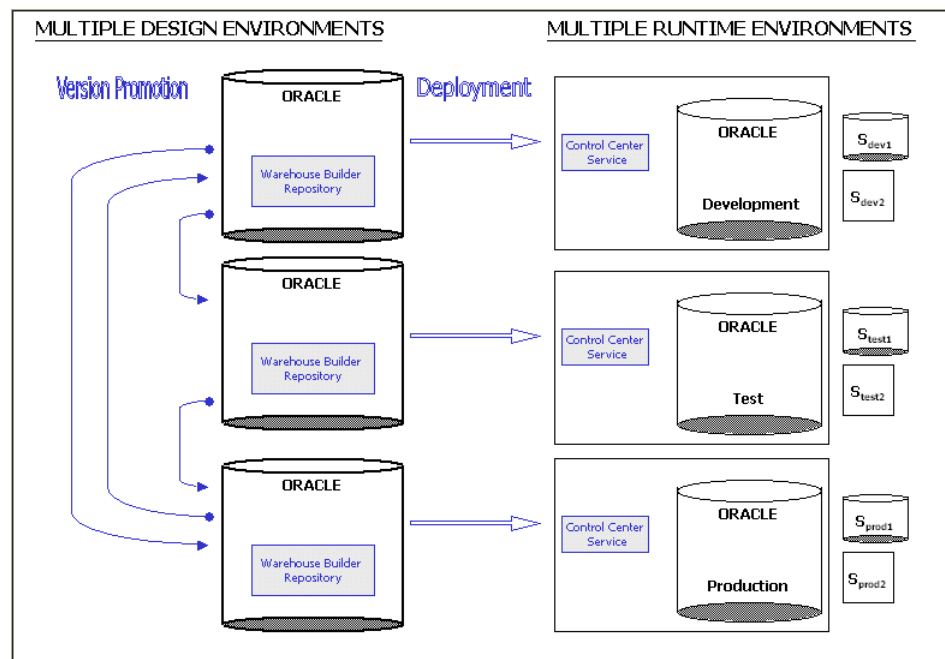 MULTIPLE DESIGN ENVIRONMENTS
MULTIPLE RUNTIME ENVIRONMENTS
Version Promotion
Deployment
ORACLE
Warehouse Builder
Repository
Control Center
Service
ORACLE
Development
Sdev1
Sdev2
ORACLE
Warehouse Builder
Repository
Control Center
Service
ORACLE
Test
Stest1
Stest2
ORACLE
Warehouse Builder
Repository
Control Center
Service
ORACLE
Production
Sprod1
Sprod2